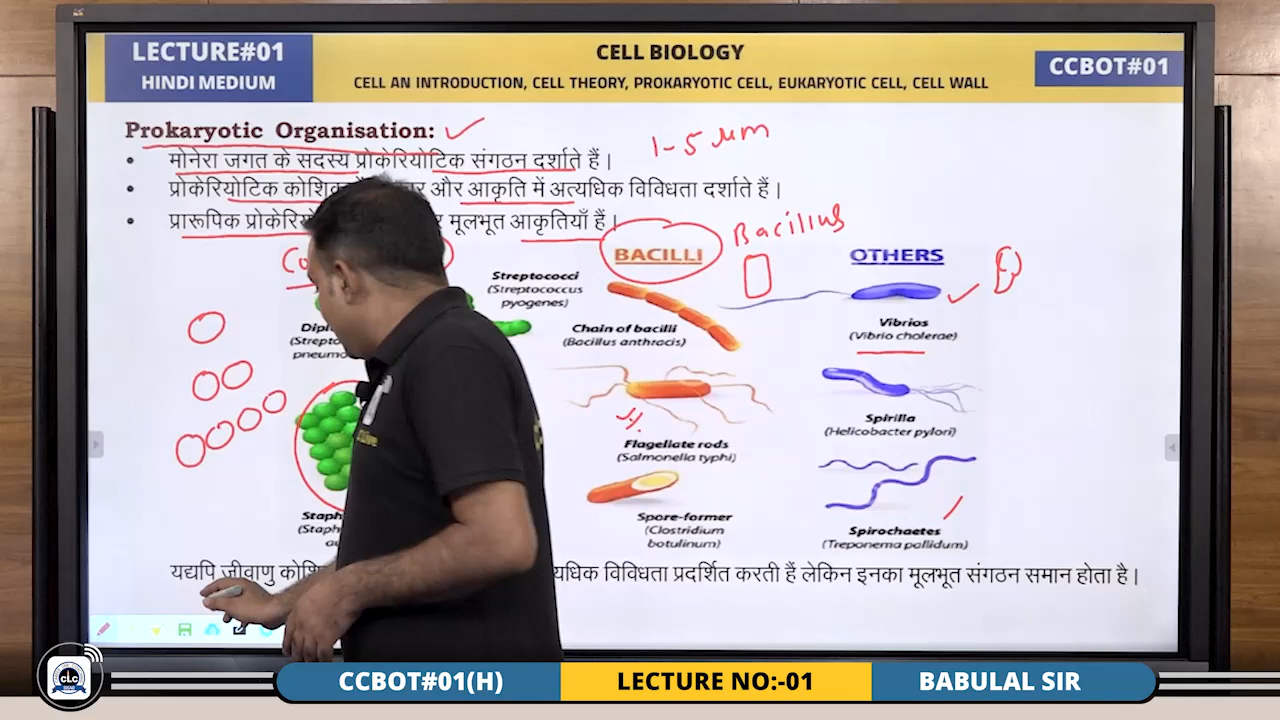 LECTURE#01
HINDI MEDIUM
CELL BIOLOGY
CELL AN INTRODUCTION, CELL THEORY, PROKARYOTIC CELL, EUKARYOTIC CELL, CELL WALL
CCBOT#01
Prokaryotic Organisation:
1-5 μm
• मोनेरा जगत के सदस्य प्रोकेरियोटिक संगठन दर्शाते हैं।
• प्रोकेरियोटिक और आकृति में अत्यधिक विविधता दर्शाते हैं।
• प्रारूपिक मूलभूत आकृतियाँ हैं।
Bacillus
BACILLI
OTHERS
Streptococci
(Streptococcus
pyogenes)
Chain of bacilli
(Bacillus anthracis)
Vibrios
(Vibrio cholerae)
Flagellate rods
(Salmonella typhi)
Spirilla
(Helicobacter pylori)
Spore-former
(Clostridium
botulinum)
Spirochaetes
(Treponema pallidum)
यद्यपि जीवाणु विविधता प्रदर्शित करती हैं लेकिन इनका मूलभूत संगठन समान होता है।
CLC
SIKAR
CCBOT#01(H)
LECTURE NO:-01
BABULAL SIR